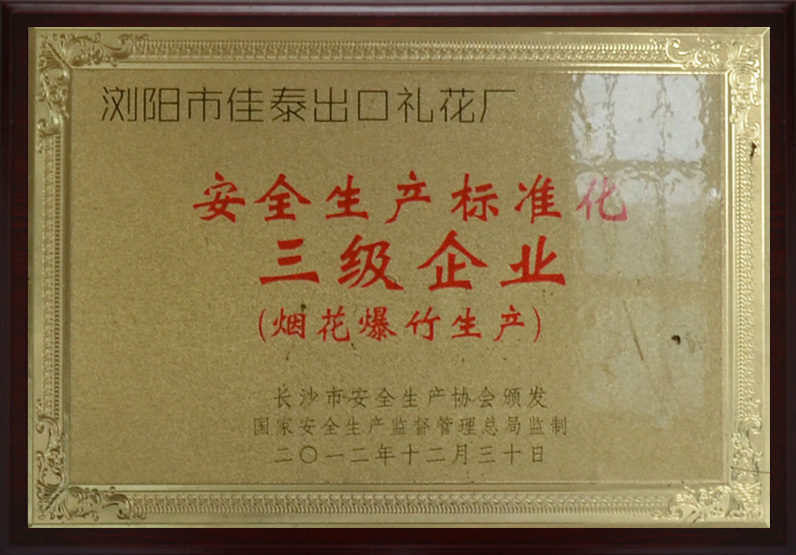 浏阳市佳泰出口礼花厂
安全生产标准化
三级企业
(烟花爆竹生产)
长沙市安全生产协会颁发
国家安全生产监督管理总局监制
二〇一二年十二月三十日